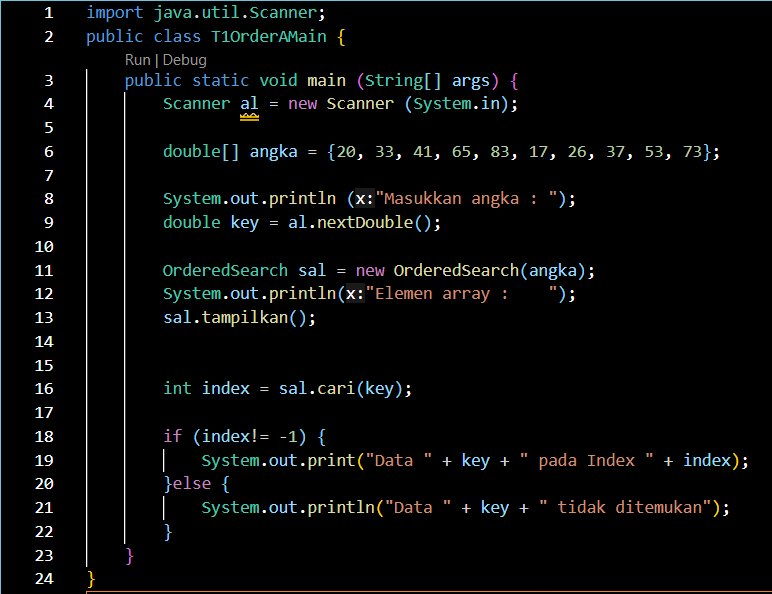 1 import java.util.Scanner;
2 public class T1OrderAMain {
Run | Debug
3 public static void main (String[] args) {
4 Scanner al = new Scanner (System.in);
5
6 double[] angka = {20, 33, 41, 65, 83, 17, 26, 37, 53, 73};
7
8 System.out.println (x:"Masukkan angka : ");
9 double key = al.nextDouble();
10
11 OrderedSearch sal = new OrderedSearch(angka);
12 System.out.println(x:"Elemen array :    ");
13 sal.tampilkan();
14
15
16 int index = sal.cari(key);
17
18 if (index!= -1) {
19 System.out.print("Data " + key + " pada Index " + index);
20 }else {
21 System.out.println("Data " + key + " tidak ditemukan");
22 }
23 }
24 }